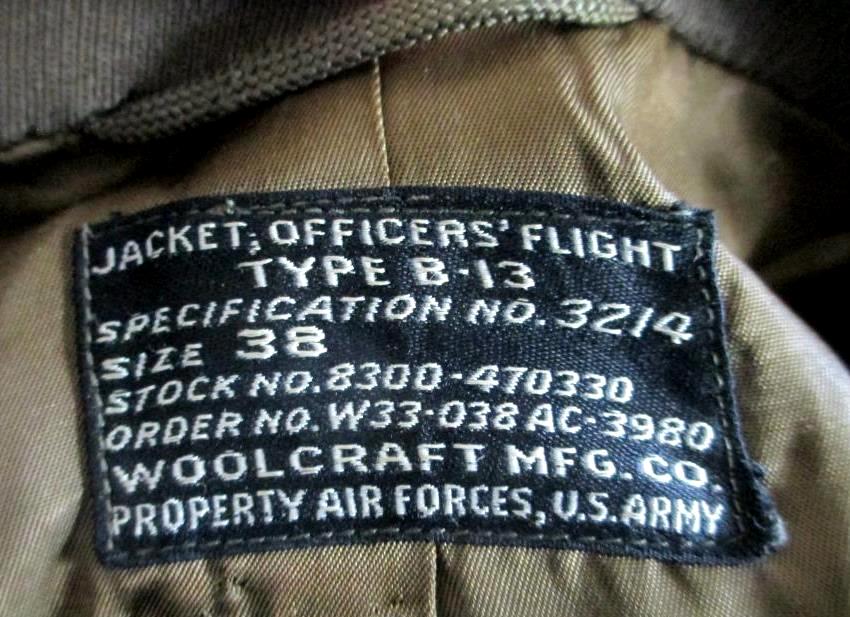 JACKET, OFFICERS' FLIGHT
TYPE B-13
SPECIFICATION NO. 3214
SIZE 38
STOCK NO. 8300-470330
ORDER NO. W33-038 AC-3980
WOOLCRAFT MFG. CO.
PROPERTY AIR FORCES, U.S. ARMY